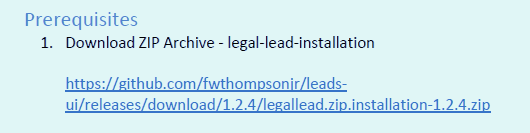 Prerequisites
1. Download ZIP Archive - legal-lead-installation
https://github.com/fwthompsonjr/leads-
ui/releases/download/1.2.4/legallead.zip.installation-1.2.4.zip